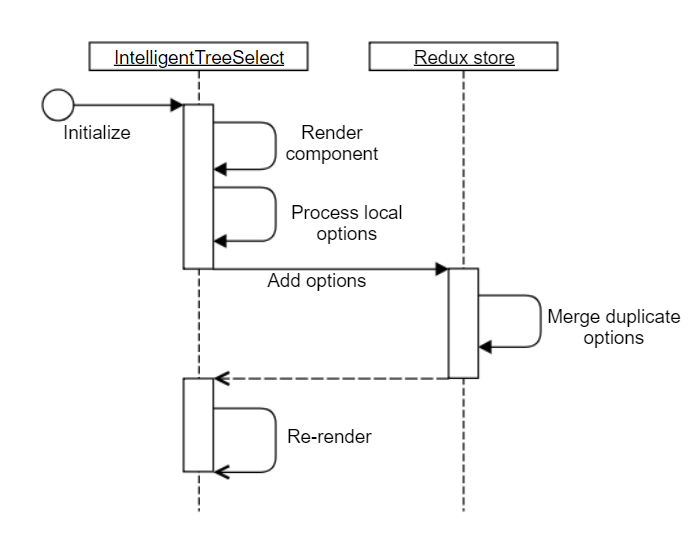 IntelligentTreeSelect
Redux store
Initialize
Render
component
Process local
options
Add options
Merge duplicate
options
Re-render